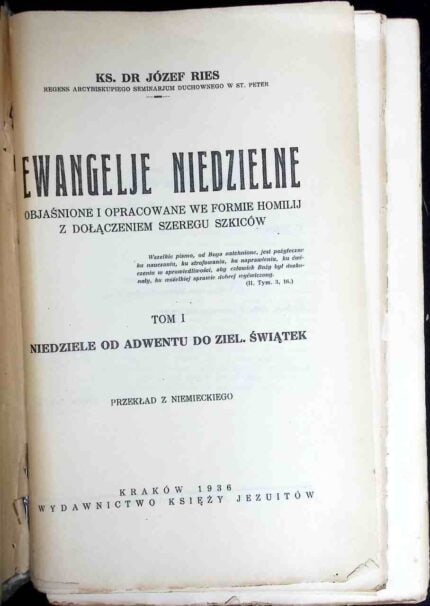 KS. DR JÓZEF RIES
REGENS ARCYBISKUPIEGO SEMINARJUM DUCHOWNEGO W ST. PETER
EWANGELJE NIEDZIELNE
OBJAŚNIONE I OPRACOWANE WE FORMIE HOMILIJ
Z DOŁĄCZENIEM SZEREGU SZKICÓW
Wszelkie pismo, od Boga natchnione, jest pożyteczne
ku nauczaniu, ku strofowaniu, ku naprawieniu, ku ćwi-
czeniu w sprawiedliwości, aby człowiek Boży był dosko-
nały, ku wszelkiej sprawie dobrej wyćwiczony.
(II. Tym. 3, 16.)
TOM I
NIEDZIELE OD ADWENTU DO ZIEL. ŚWIĄTEK
PRZEKŁAD Z NIEMIECKIEGO
KRAKÓW 1936
WYDAWNICTWO KSIĘŻY JEZUITÓW